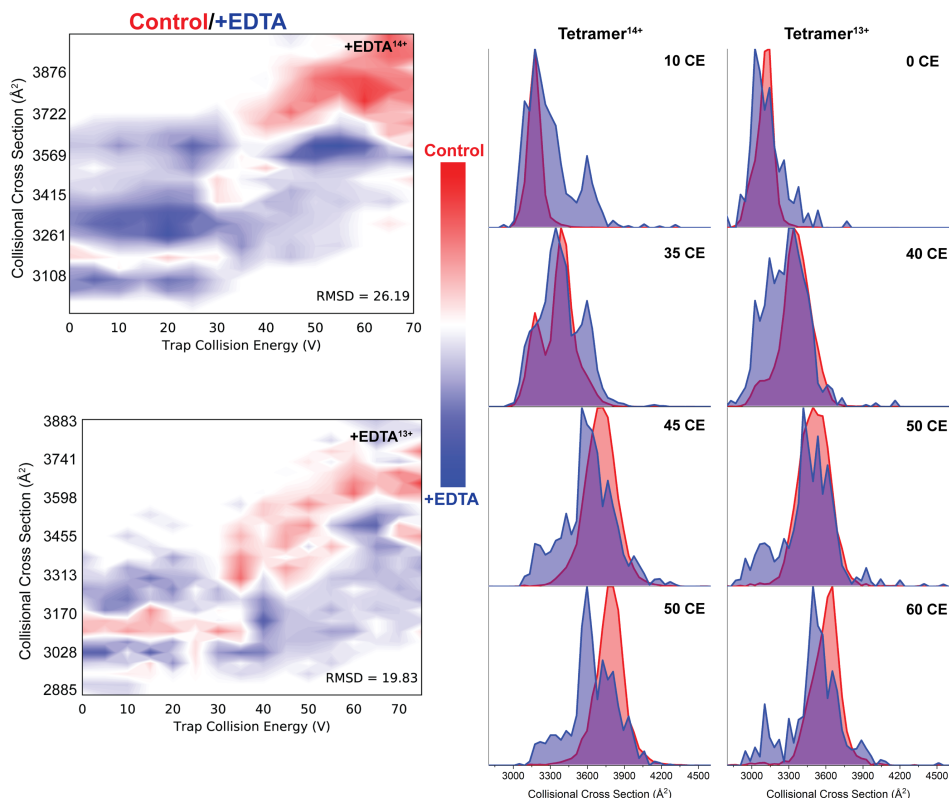 Control/+EDTA
+EDTA14+
Collisional Cross Section (Å2)
3876
3722
3569
3415
3261
3108
RMSD = 26.19
0 10 20 30 40 50 60 70
Trap Collision Energy (V)
Control
+EDTA
+EDTA13+
Collisional Cross Section (Å2)
3883
3741
3598
3455
3313
3170
3028
2885
RMSD = 19.83
0 10 20 30 40 50 60 70
Trap Collision Energy (V)
Tetramer14+
10 CE
35 CE
45 CE
50 CE
3000 3300 3600 3900 4200 4500
Collisional Cross Section (Å2)
Tetramer13+
0 CE
40 CE
50 CE
60 CE
3000 3300 3600 3900 4200 4500
Collisional Cross Section (Å2)